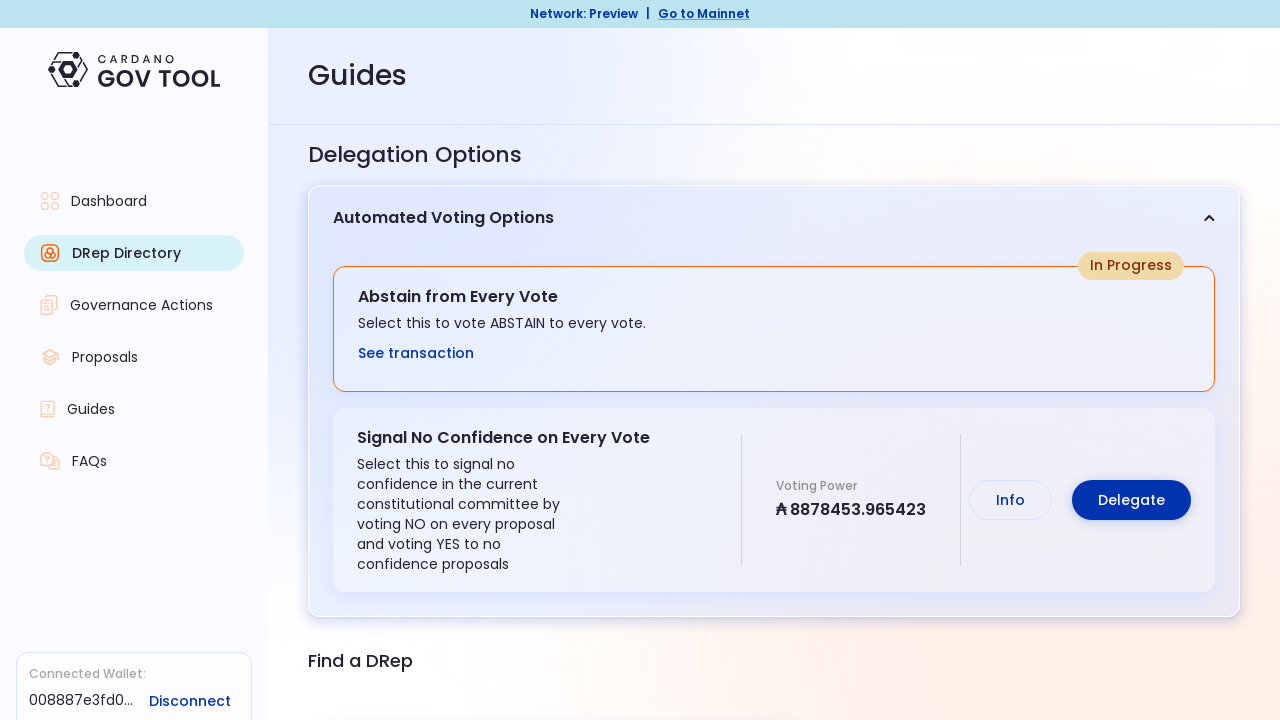 Network: Preview | Go to Mainnet
CARDANO
GOV TOOL
Dashboard
DRep Directory
Governance Actions
Proposals
Guides
FAQs
Connected Wallet:
008887e3fd0... Disconnect
Guides
Delegation Options
Automated Voting Options
In Progress
Abstain from Every Vote
Select this to vote ABSTAIN to every vote.
See transaction
Signal No Confidence on Every Vote
Select this to signal no
confidence in the current
constitutional committee by
voting NO on every proposal
and voting YES to no
confidence proposals
Voting Power
₳ 8878453.965423
Info
Delegate
Find a DRep